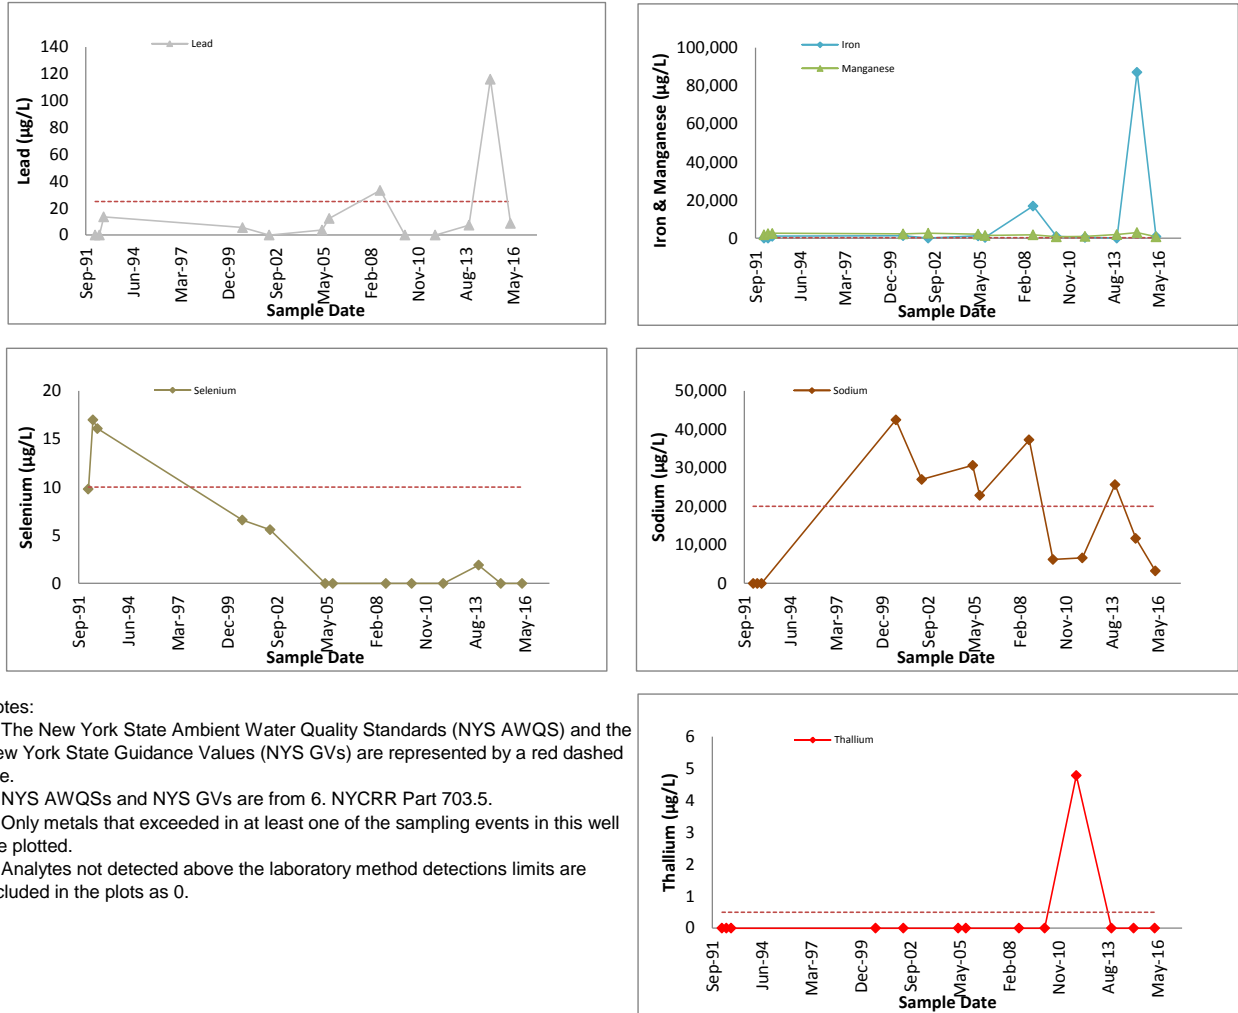 Lead
140
120
100
80
60
40
20
0
Lead (µg/L)
Sep-91
Jun-94
Mar-97
Dec-99
Sep-02
May-05
Feb-08
Nov-10
Aug-13
May-16
Sample Date
Iron
Manganese
100,000
80,000
60,000
40,000
20,000
0
Iron & Manganese (µg/L)
Sep-91
Jun-94
Mar-97
Dec-99
Sep-02
May-05
Feb-08
Nov-10
Aug-13
May-16
Sample Date
Selenium
20
15
10
5
0
Selenium (µg/L)
Sep-91
Jun-94
Mar-97
Dec-99
Sep-02
May-05
Feb-08
Nov-10
Aug-13
May-16
Sample Date
Sodium
50,000
40,000
30,000
20,000
10,000
0
Sodium (µg/L)
Sep-91
Jun-94
Mar-97
Dec-99
Sep-02
May-05
Feb-08
Nov-10
Aug-13
May-16
Sample Date
otes:
The New York State Ambient Water Quality Standards (NYS AWQS) and the
ew York State Guidance Values (NYS GVs) are represented by a red dashed
e.
NYS AWQSs and NYS GVs are from 6. NYCRR Part 703.5.
Only metals that exceeded in at least one of the sampling events in this well
e plotted.
Analytes not detected above the laboratory method detections limits are
cluded in the plots as 0.
Thallium
6
5
4
3
2
1
0
Thallium (µg/L)
Sep-91
Jun-94
Mar-97
Dec-99
Sep-02
May-05
Feb-08
Nov-10
Aug-13
May-16
Sample Date